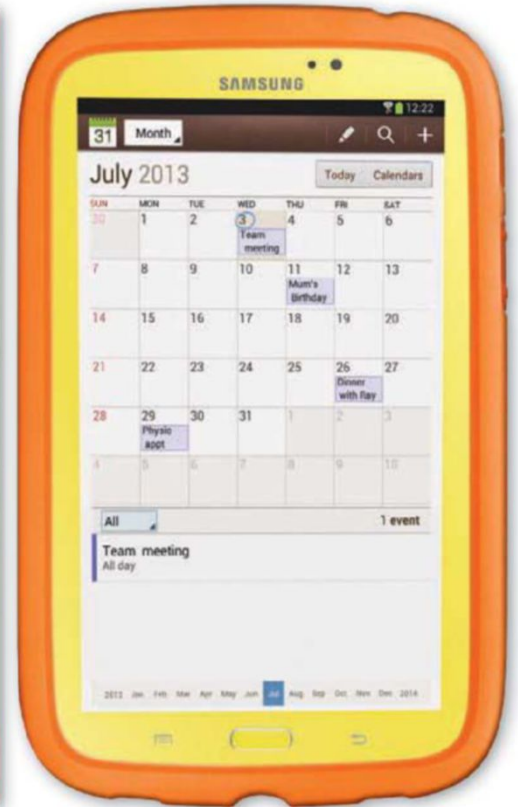 SAMSUNG
12:22
31 Month
July 2013 Today Calendars
SUN MON TUE WED THU FRI SAT
30 1 2 3 4 5 6
Team
meeting
7 8 9 10 11 12 13
Mum's
Birthday
14 15 16 17 18 19 20
21 22 23 24 25 26 27
Dinner
with Ray
28 29 30 31 1 2 3
Physio
appt
4 5 6 7 8 9 10
All 1 event
Team meeting
All day
2013 Jan Feb Mar Apr May Jun Jul Aug Sep Oct Nov Dec 2014